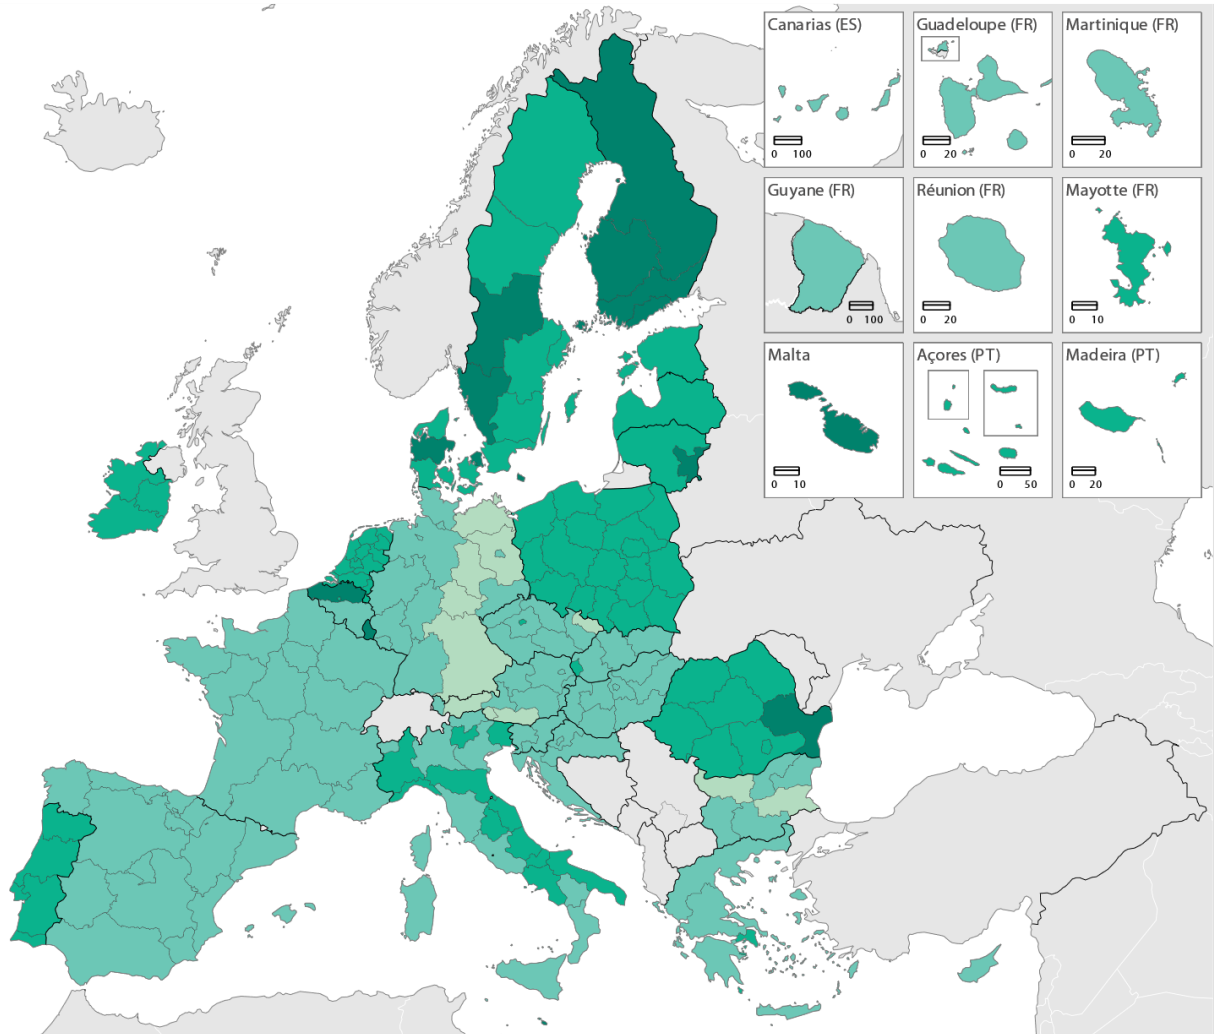 Canarias (ES)
0 100
Guadeloupe (FR)
0 20
Martinique (FR)
0 20
Guyane (FR)
0 100
Réunion (FR)
0 20
Mayotte (FR)
0 10
Malta
0 10
Açores (PT)
0 50
Madeira (PT)
0 20